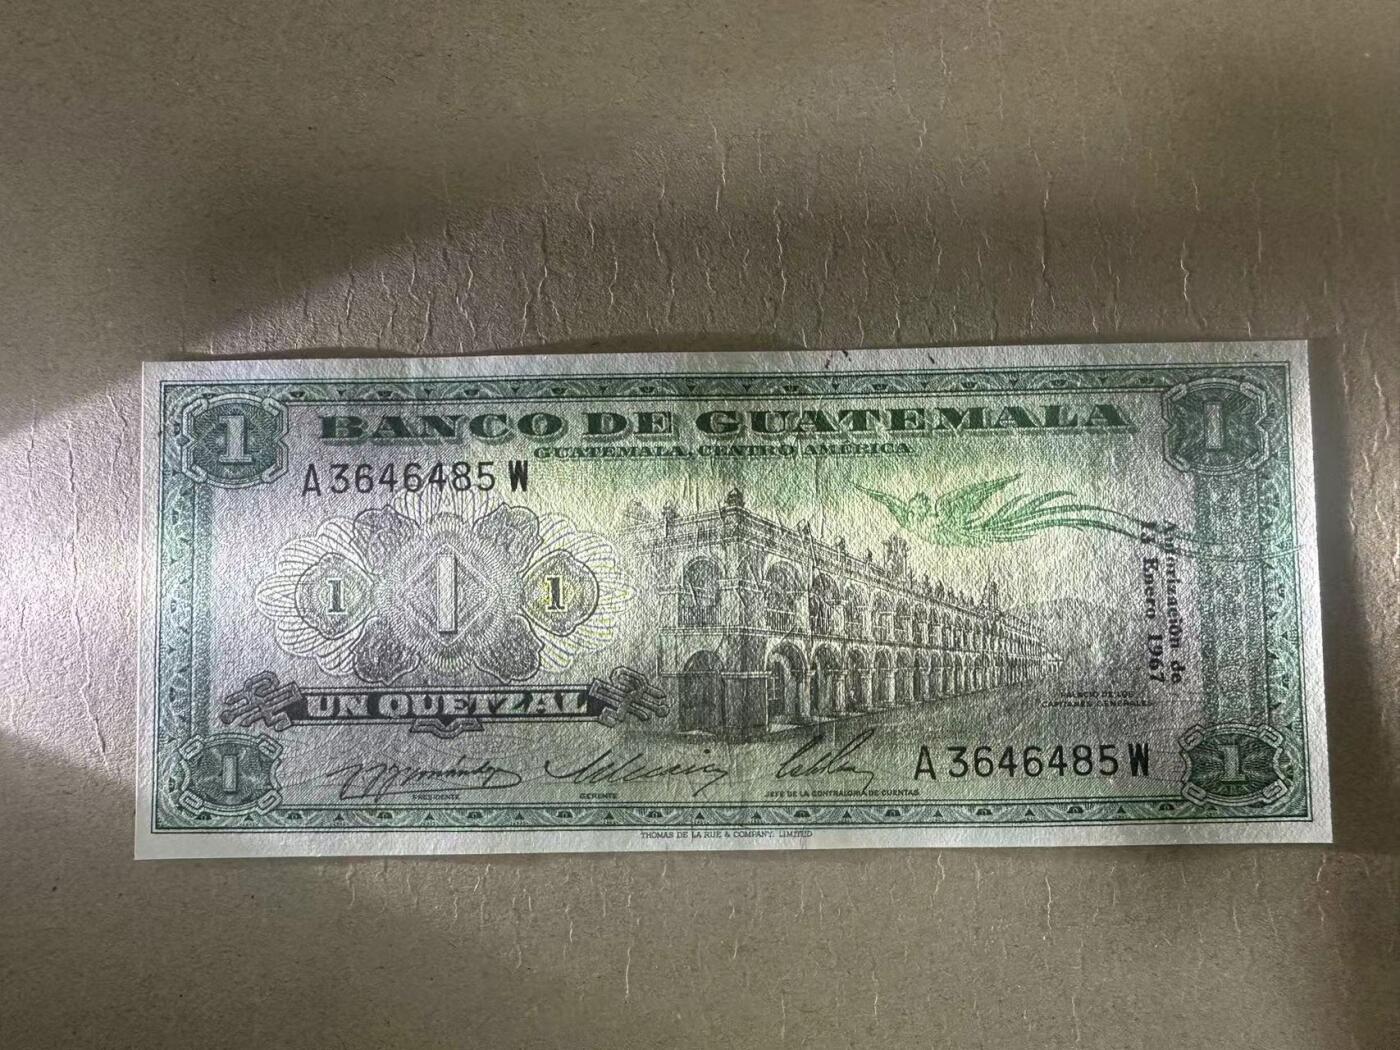 1
BANCO DE GUATEMALA
1
GUATEMALA, CENTRO AMÉRICA
A3646485W
1 1 1
UN QUETZAL
Autorización de
Enero 1967
PALACIO DE LOS
CAPITANES GENERALES
A3646485W
1
PRESIDENTE
GERENTE
JEFE DE LA CONTRALORIA DE CUENTAS
1
THOMAS DE LA RUE & COMPANY, LIMITED